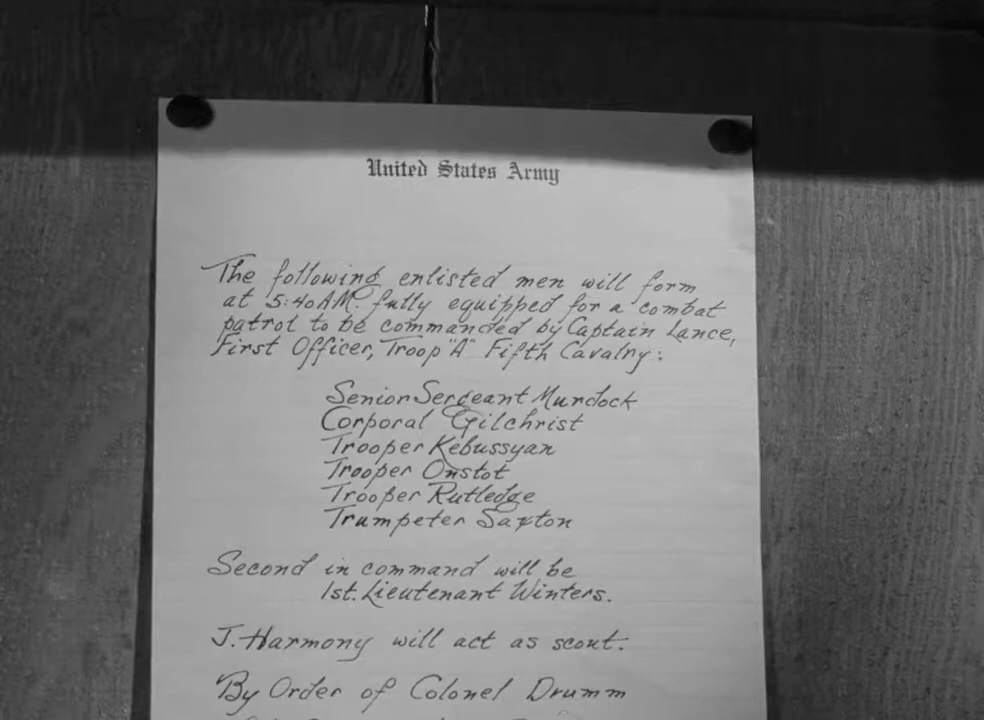 United States Army
The following enlisted men will form
at 5:40 AM. fully equipped for a combat
patrol to be commanded by Captain Lance,
First Officer, Troop "A" Fifth Cavalry:
Senior Sergeant Murdock
Corporal Gilchrist
Trooper Kebussyan
Trooper Onstot
Trooper Rutledge
Trumpeter Saxton
Second in command will be
1st. Lieutenant Winters.
J. Harmony will act as scout.
By Order of Colonel Drumm